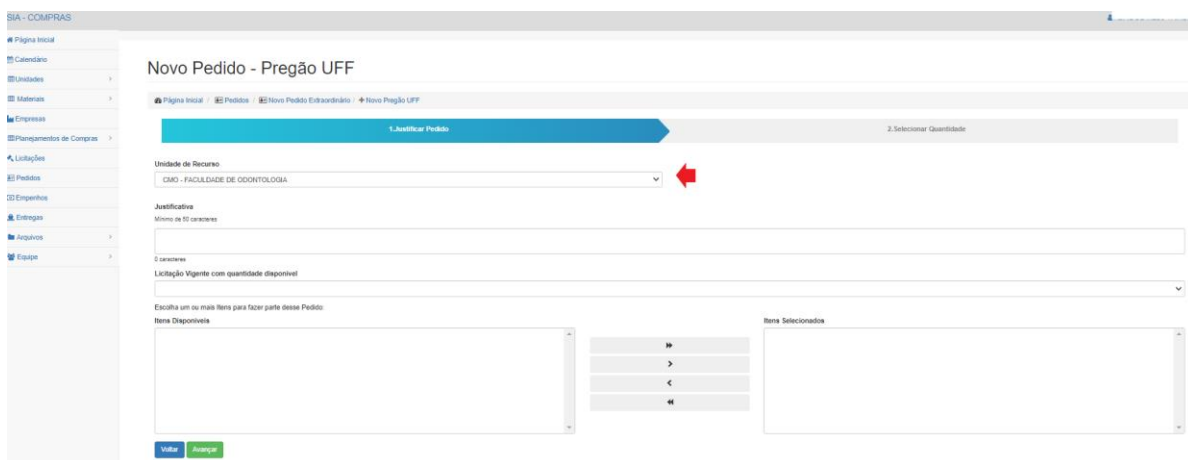 SIA - COMPRAS
Página Inicial
Calendário
Unidades
Materiais
Empresas
Planejamentos de Compras
Licitações
Pedidos
Empenhos
Entregas
Arquivos
Equipe
Novo Pedido - Pregão UFF
Página Inicial / Pedidos / Novo Pedido Extraordinário / Novo Pregão UFF
1.Justificar Pedido
2.Selecionar Quantidade
Unidade de Recurso
CMO - FACULDADE DE ODONTOLOGIA
Justificativa
Mínimo de 50 caracteres
0 caracteres
Licitação Vigente com quantidade disponível
Escolha um ou mais Itens para fazer parte desse Pedido:
Itens Disponíveis
Itens Selecionados
Voltar Avançar